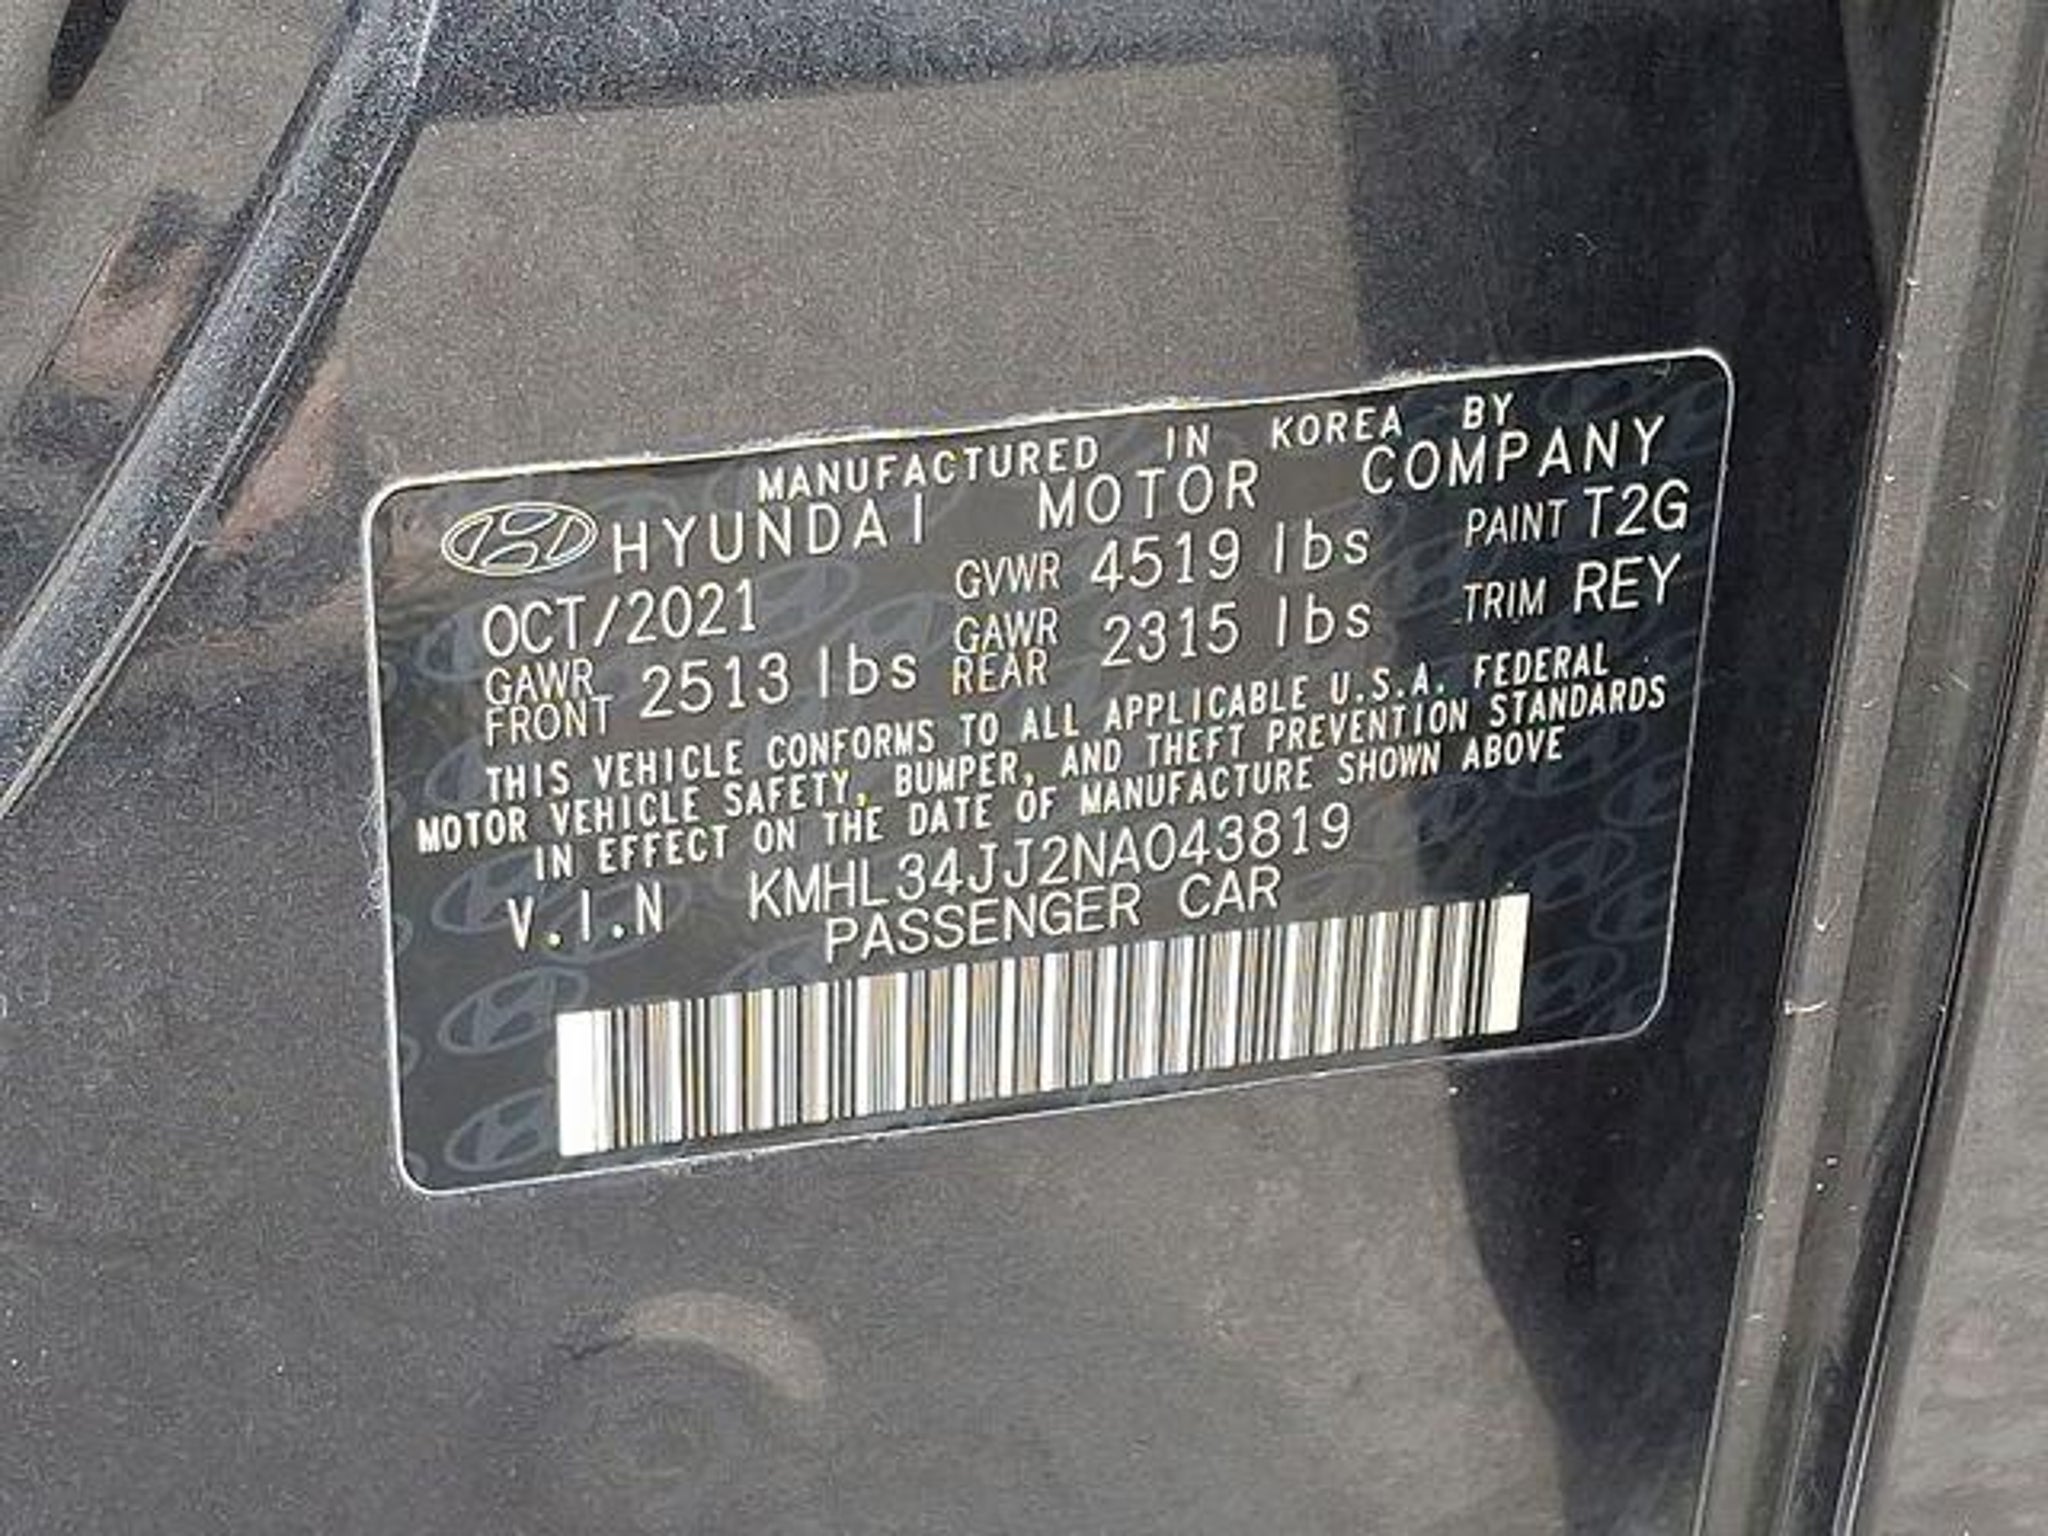 MANUFACTURED IN KOREA BY
HYUNDAI MOTOR COMPANY
OCT/2021 GVWR 4519 lbs PAINT T2G
GAWR FRONT 2513 lbs GAWR REAR 2315 lbs TRIM REY
THIS VEHICLE CONFORMS TO ALL APPLICABLE U.S.A. FEDERAL
MOTOR VEHICLE SAFETY, BUMPER, AND THEFT PREVENTION STANDARDS
IN EFFECT ON THE DATE OF MANUFACTURE SHOWN ABOVE
V.I.N KMHL34JJ2NA043819
PASSENGER CAR